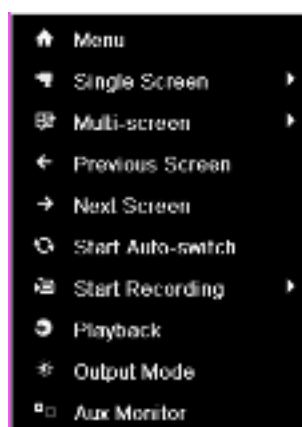 Menu
Single Screen
Multi-screen
Previous Screen
Next Screen
Start Auto-switch
Start Recording
Playback
Output Mode
Aux Monitor